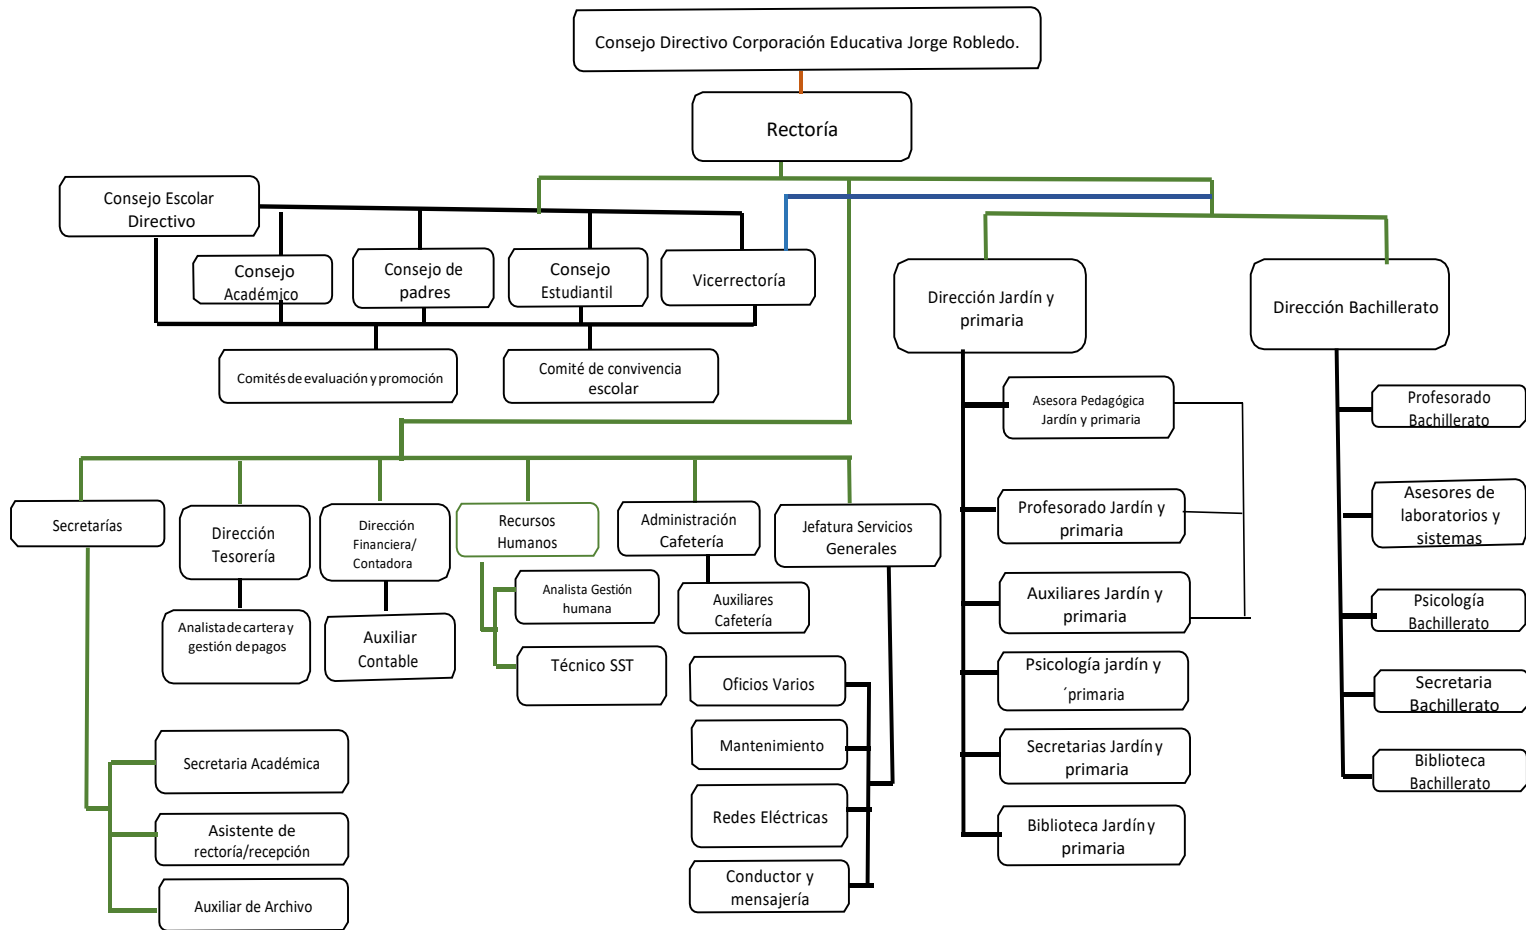 Consejo Directivo Corporación Educativa Jorge Robledo.
Rectoría
Consejo Escolar
Directivo
Consejo
Académico
Consejo de
padres
Consejo
Estudiantil
Vicerrectoría
Comités de evaluación y promoción
Comité de convivencia
escolar
Dirección Jardín y
primaria
Dirección Bachillerato
Asesora Pedagógica
Jardín y primaria
Profesorado Jardín y
primaria
Auxiliares Jardín y
primaria
Psicología jardín y
´primaria
Secretarias Jardín y
primaria
Biblioteca Jardín y
primaria
Profesorado
Bachillerato
Asesores de
laboratorios y
sistemas
Psicología
Bachillerato
Secretaria
Bachillerato
Biblioteca
Bachillerato
Secretarías
Dirección
Tesorería
Dirección
Financiera/
Contadora
Recursos
Humanos
Administración
Cafetería
Jefatura Servicios
Generales
Analista de cartera y
gestión de pagos
Auxiliar
Contable
Analista Gestión
humana
Técnico SST
Auxiliares
Cafetería
Oficios Varios
Mantenimiento
Redes Eléctricas
Conductor y
mensajería
Secretaria Académica
Asistente de
rectoría/recepción
Auxiliar de Archivo